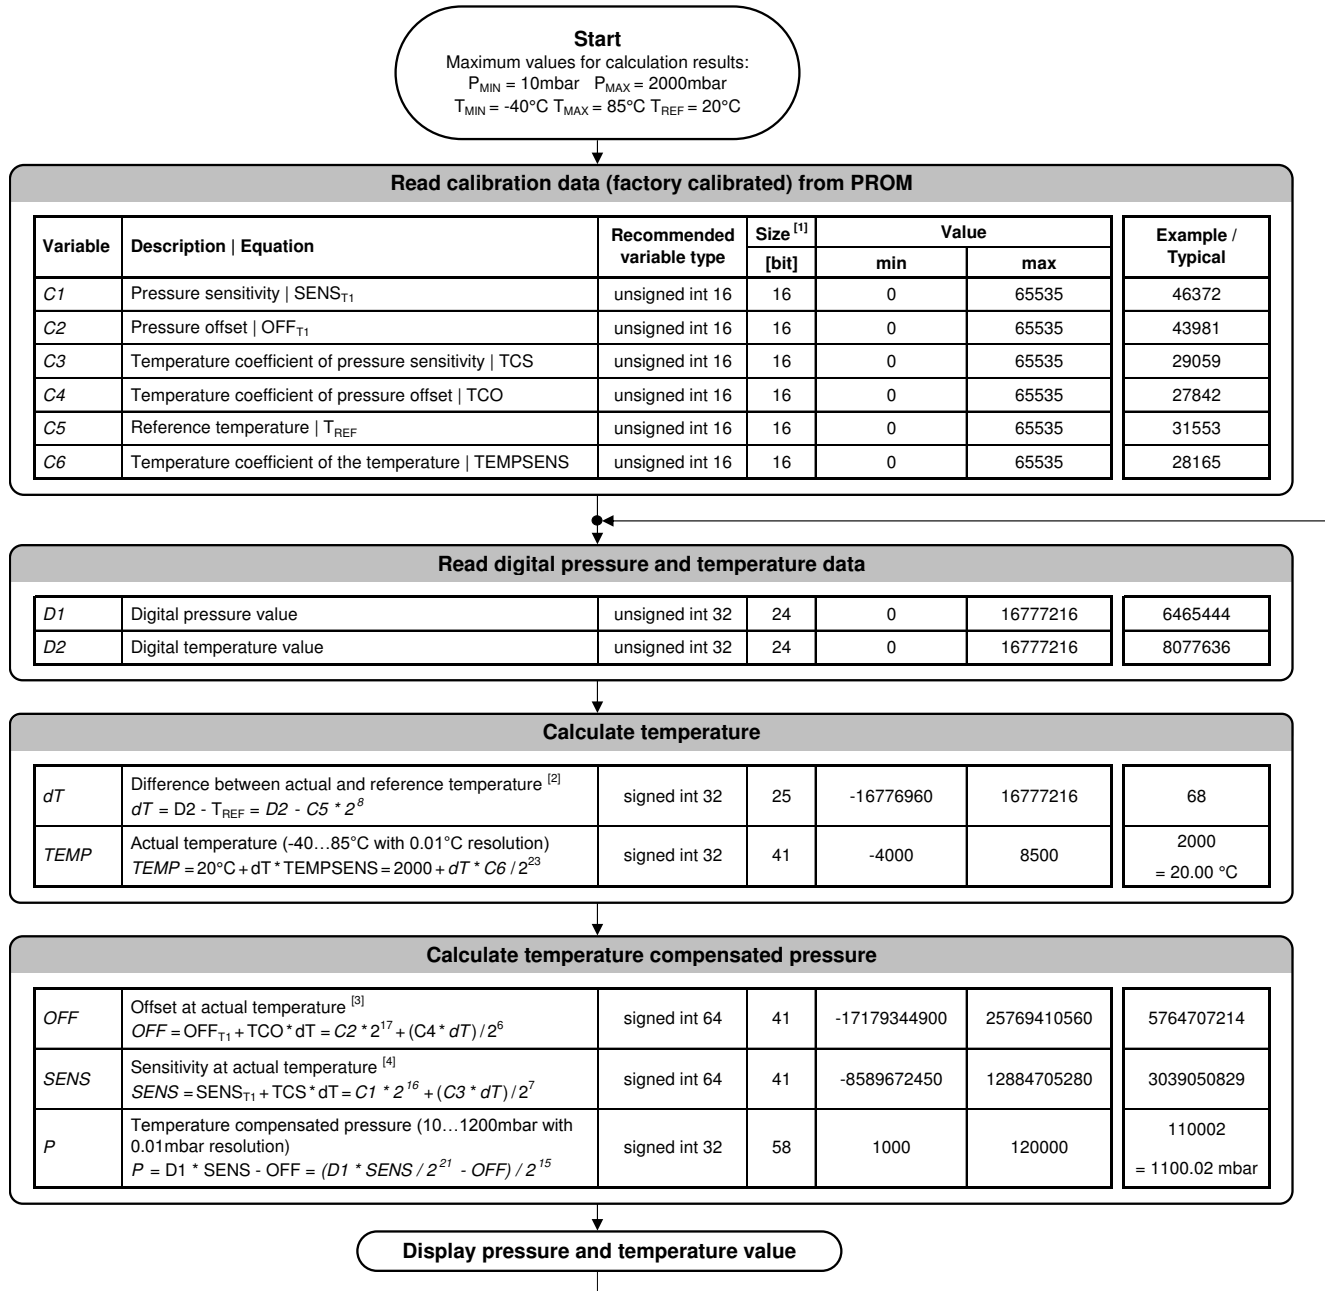 Start
Maximum values for calculation results:
P_MIN = 10mbar P_MAX = 2000mbar
T_MIN = -40°C T_MAX = 85°C T_REF = 20°C
Read calibration data (factory calibrated) from PROM
Variable Description | Equation Recommended variable type Size [1] [bit] Value min max Example / Typical
C1 Pressure sensitivity | SENS_T1 unsigned int 16 16 0 65535 46372
C2 Pressure offset | OFF_T1 unsigned int 16 16 0 65535 43981
C3 Temperature coefficient of pressure sensitivity | TCS unsigned int 16 16 0 65535 29059
C4 Temperature coefficient of pressure offset | TCO unsigned int 16 16 0 65535 27842
C5 Reference temperature | T_REF unsigned int 16 16 0 65535 31553
C6 Temperature coefficient of the temperature | TEMPSENS unsigned int 16 16 0 65535 28165
Read digital pressure and temperature data
D1 Digital pressure value unsigned int 32 24 0 16777216 6465444
D2 Digital temperature value unsigned int 32 24 0 16777216 8077636
Calculate temperature
Difference between actual and reference temperature [2]
dT signed int 32 25 -16776960 16777216 68
dT = D2 - T_REF = D2 - C5 * 2^8
Actual temperature (-40…85°C with 0.01°C resolution) 2000
TEMP signed int 32 41 -4000 8500
TEMP = 20°C + dT * TEMPSENS = 2000 + dT * C6 / 2^23 = 20.00 °C
Calculate temperature compensated pressure
Offset at actual temperature [3]
OFF signed int 64 41 -17179344900 25769410560 5764707214
OFF = OFF_T1 + TCO * dT = C2 * 2^17 + (C4 * dT) / 2^6
Sensitivity at actual temperature [4]
SENS signed int 64 41 -8589672450 12884705280 3039050829
SENS = SENS_T1 + TCS * dT = C1 * 2^16 + (C3 * dT) / 2^7
Temperature compensated pressure (10…1200mbar with 110002
0.01mbar resolution)
P signed int 32 58 1000 120000
P = D1 * SENS - OFF = (D1 * SENS / 2^21 - OFF) / 2^15 = 1100.02 mbar
Display pressure and temperature value